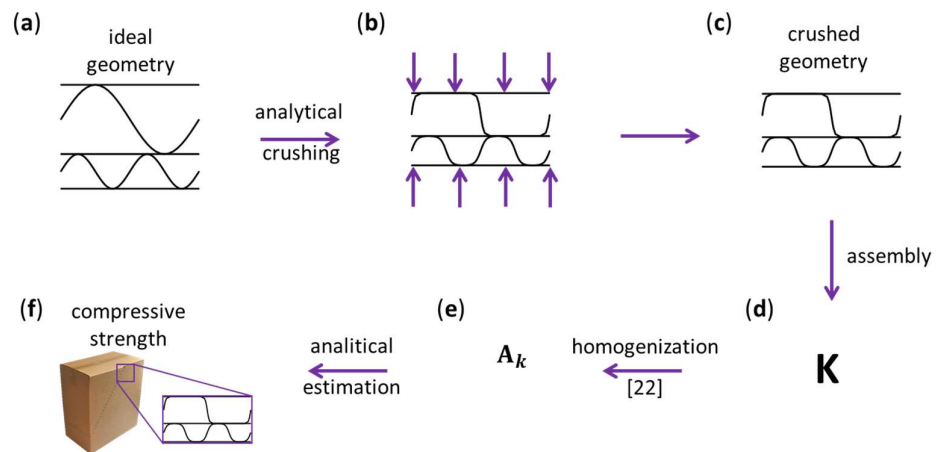 (a)
ideal
geometry
analytical
crushing
(b)
(c)
crushed
geometry
assembly
(d)
K
homogenization
[22]
(e)
A_k
analitical
estimation
(f)
compressive
strength